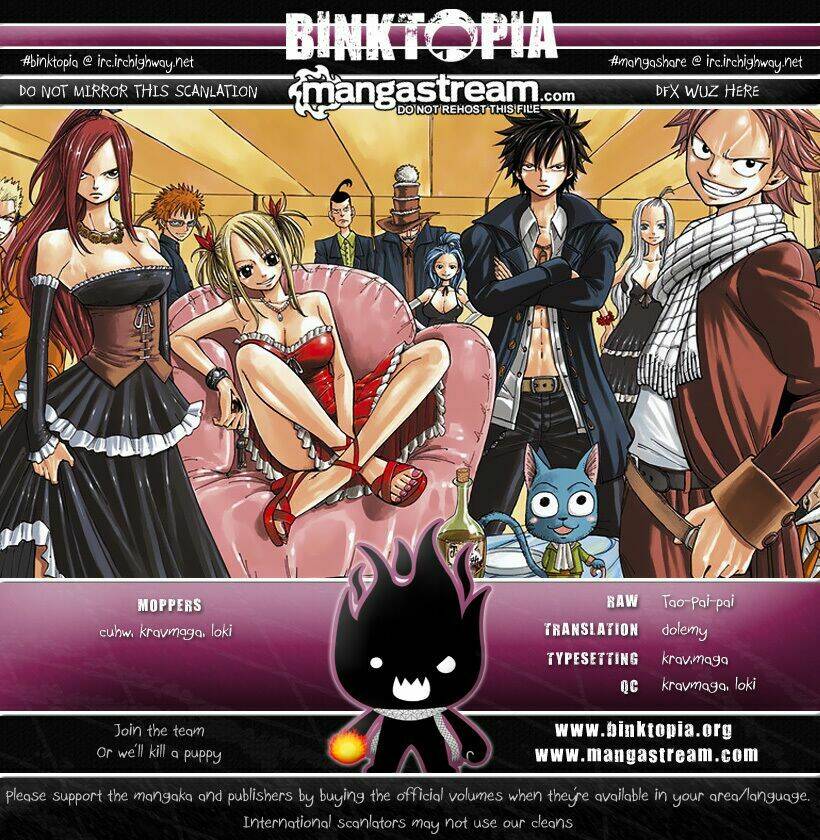 BINKTOPIA
#binktopia @ irc.irchighway.net
#mangashare @ irc.irchighway.net
DO NOT MIRROR THIS SCANLATION
mangastream.com
DO NOT REHOST THIS FILE
DFX WUZ HERE
MOPPERS
cuhw, kravmaga, loki
RAW Tao-pai-pai
TRANSLATION dolemy
TYPESETTING kravmaga
QC kravmaga, loki
Join the team
Or we'll kill a puppy
www.binktopia.org
www.mangastream.com
Please support the mangaka and publishers by buying the official volumes when they're available in your area/language.
International scanlators may not use our cleans